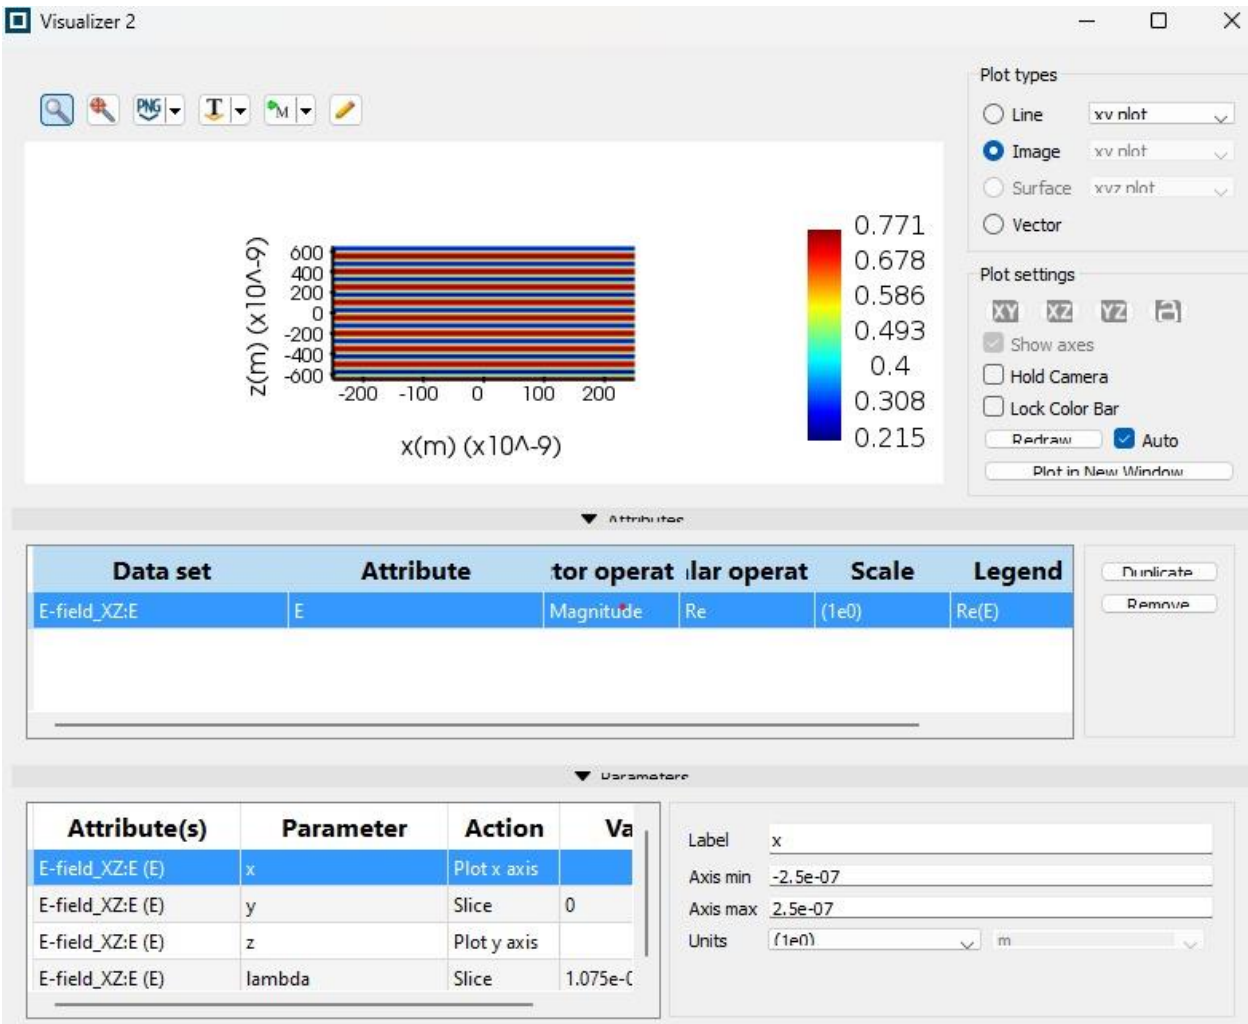 Visualizer 2
PNG T M
Plot types
Line xy plot
Image xy plot
Surface xyz plot
Vector
0.771
0.678
0.586
0.493
0.4
0.308
0.215
z(m) (x10^-9)
600
400
200
0
-200
-400
-600
-200 -100 0 100 200
x(m) (x10^-9)
Plot settings
XY XZ YZ
Show axes
Hold Camera
Lock Color Bar
Redraw Auto
Plot in New Window
Attributes
Data set Attribute tor operat lar operat Scale Legend
E-field_XZ:E E Magnitude Re (1e0) Re(E)
Duplicate
Remove
Parameters
Attribute(s) Parameter Action Va
E-field_XZ:E (E) x Plot x axis
E-field_XZ:E (E) y Slice 0
E-field_XZ:E (E) z Plot y axis
E-field_XZ:E (E) lambda Slice 1.075e-0
Label x
Axis min -2.5e-07
Axis max 2.5e-07
Units (1e0) m